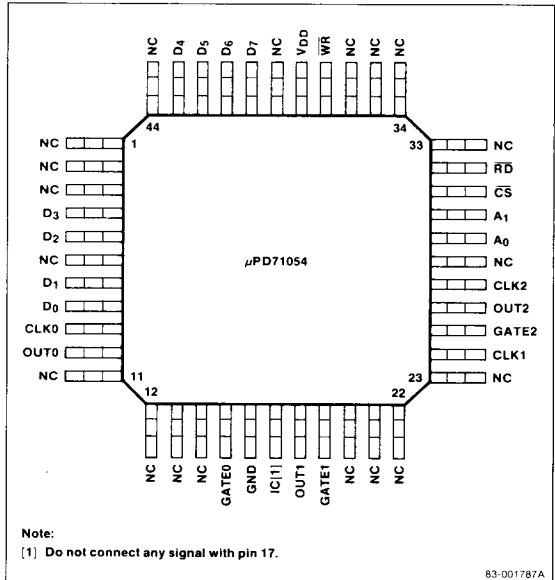 NC D4 D5 D6 D7 NC VDD W̅R̅ NC NC NC
44 34
NC 1 33 NC
NC R̅D̅
NC C̅S̅
D3 A1
D2 A0
NC NC
μPD71054
D1 CLK2
D0 OUT2
CLK0 GATE2
OUT0 CLK1
NC 11 23 NC
12 22
NC NC NC GATE0 GND IC[1] OUT1 GATE1 NC NC NC
Note:
[1] Do not connect any signal with pin 17.
83-001787A